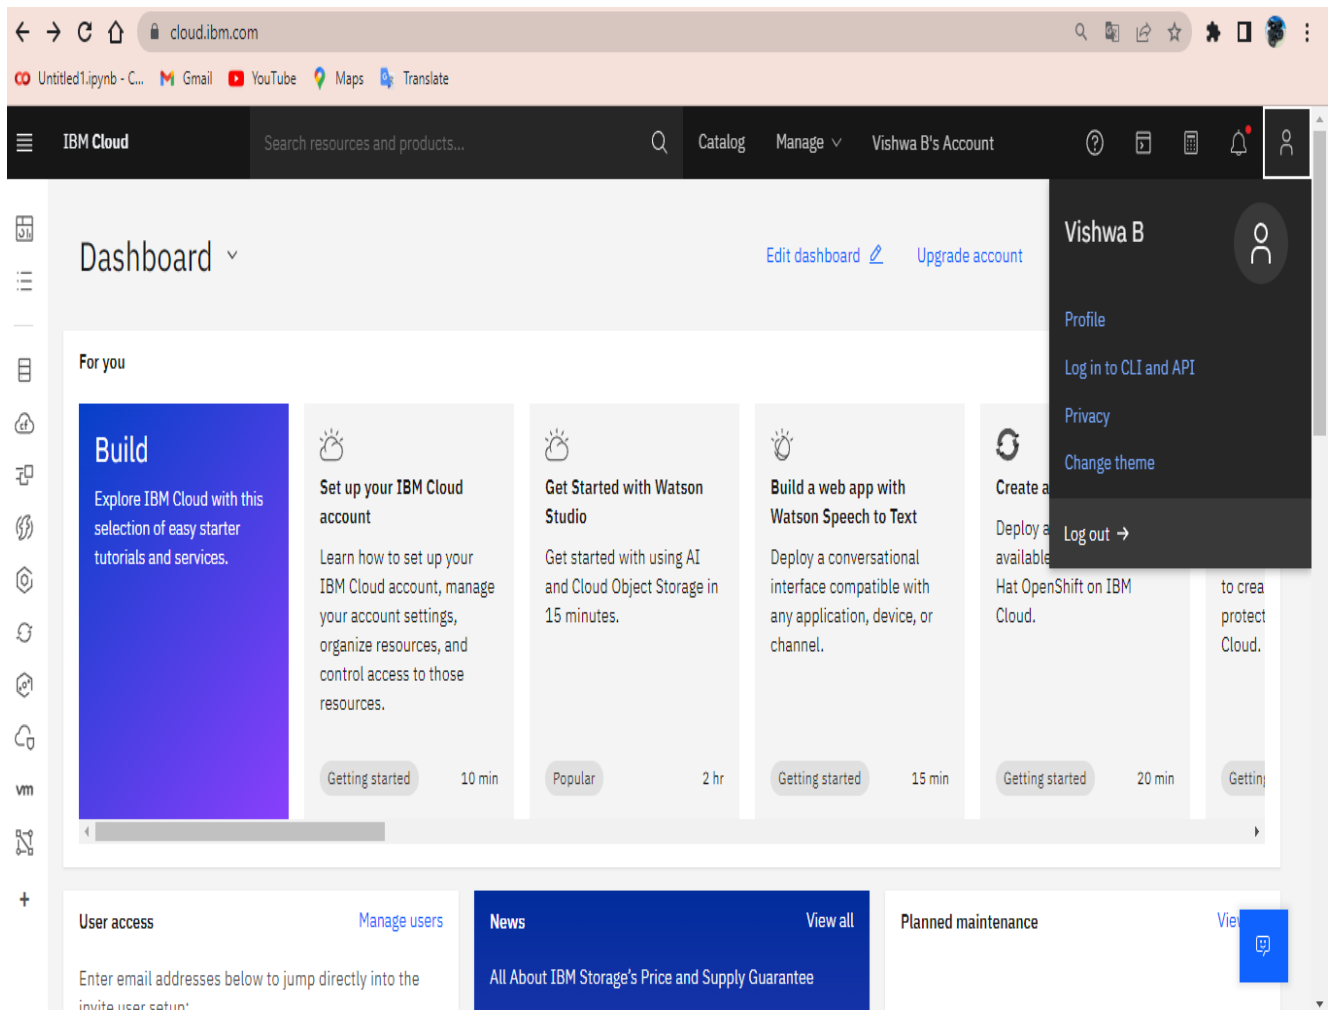 cloud.ibm.com
Untitled1.ipynb - C... Gmail YouTube Maps Translate
IBM Cloud Search resources and products... Catalog Manage Vishwa B's Account
Vishwa B
Profile
Log in to CLI and API
Privacy
Change theme
Log out →
Dashboard Edit dashboard Upgrade account
For you
Build
Explore IBM Cloud with this
selection of easy starter
tutorials and services.
Set up your IBM Cloud
account
Learn how to set up your
IBM Cloud account, manage
your account settings,
organize resources, and
control access to those
resources.
Getting started 10 min
Get Started with Watson
Studio
Get started with using AI
and Cloud Object Storage in
15 minutes.
Popular 2 hr
Build a web app with
Watson Speech to Text
Deploy a conversational
interface compatible with
any application, device, or
channel.
Getting started 15 min
Create a
Deploy a
available
Hat OpenShift on IBM
Cloud.
Getting started 20 min
to crea
protect
Cloud.
Getting
vm
User access Manage users
Enter email addresses below to jump directly into the
invite user setup:
News View all
All About IBM Storage's Price and Supply Guarantee
Planned maintenance